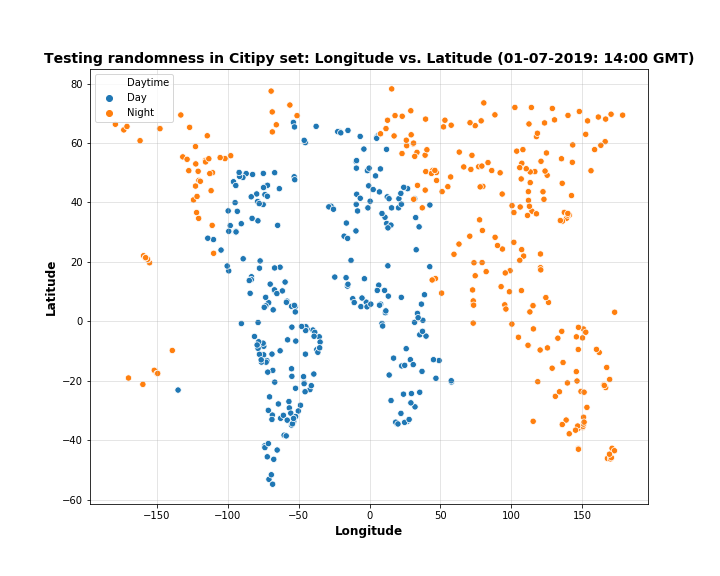 Testing randomness in Citipy set: Longitude vs. Latitude (01-07-2019: 14:00 GMT)
Daytime
Day
Night
80
60
40
20
0
−20
−40
−60
Latitude
−150 −100 −50 0 50 100 150
Longitude